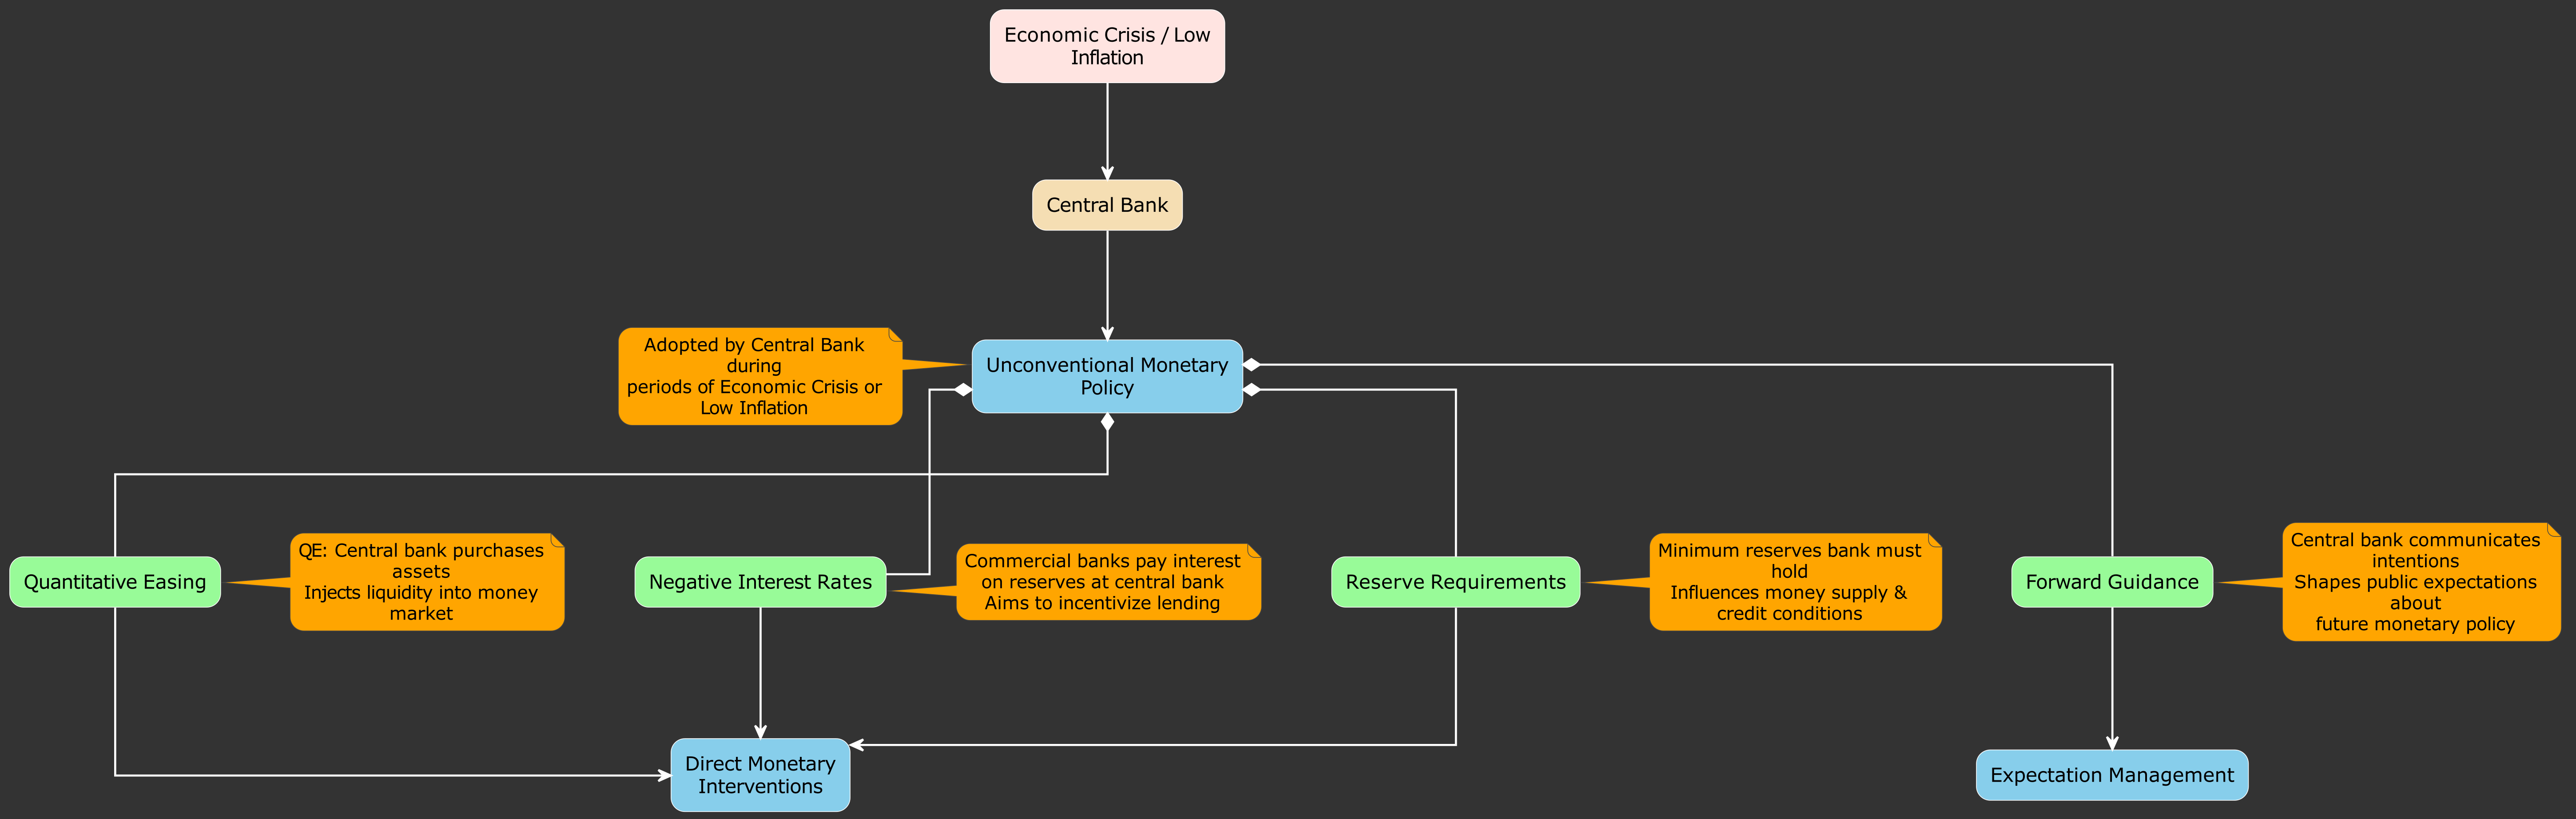 Economic Crisis / Low
Inflation
Central Bank
Adopted by Central Bank
during
periods of Economic Crisis or
Low Inflation
Unconventional Monetary
Policy
Quantitative Easing
QE: Central bank purchases
assets
Injects liquidity into money
market
Negative Interest Rates
Commercial banks pay interest
on reserves at central bank
Aims to incentivize lending
Reserve Requirements
Minimum reserves bank must
hold
Influences money supply &
credit conditions
Forward Guidance
Central bank communicates
intentions
Shapes public expectations
about
future monetary policy
Direct Monetary
Interventions
Expectation Management